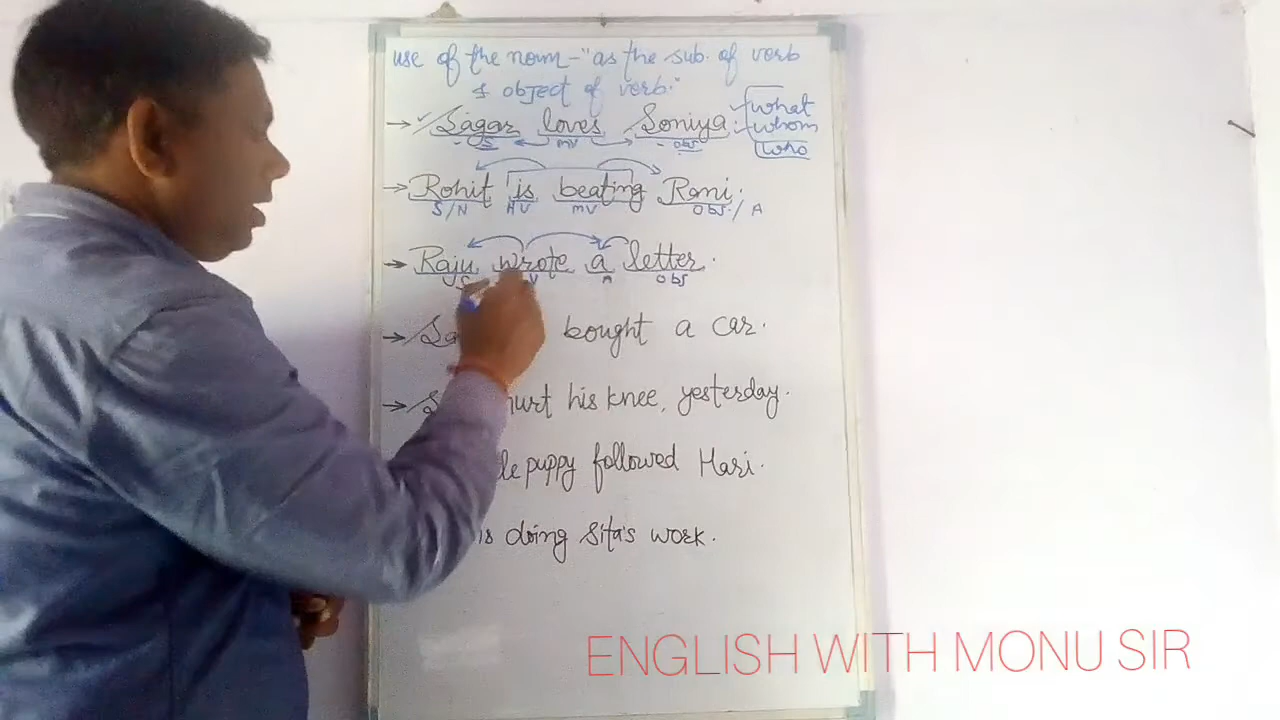 use of the noun - "as the sub. of verb
& object of verb."
→ Sagar loves Soniya
what
whom
who
S MV obj
→ Rohit is beating Roni.
S/N HV MV Obj. / A
→ Raju wrote a letter.
S V A Obj
→ bought a car.
→ hurt his knee, yesterday.
puppy followed Hari.
is doing Sita's work.
ENGLISH WITH MONU SIR